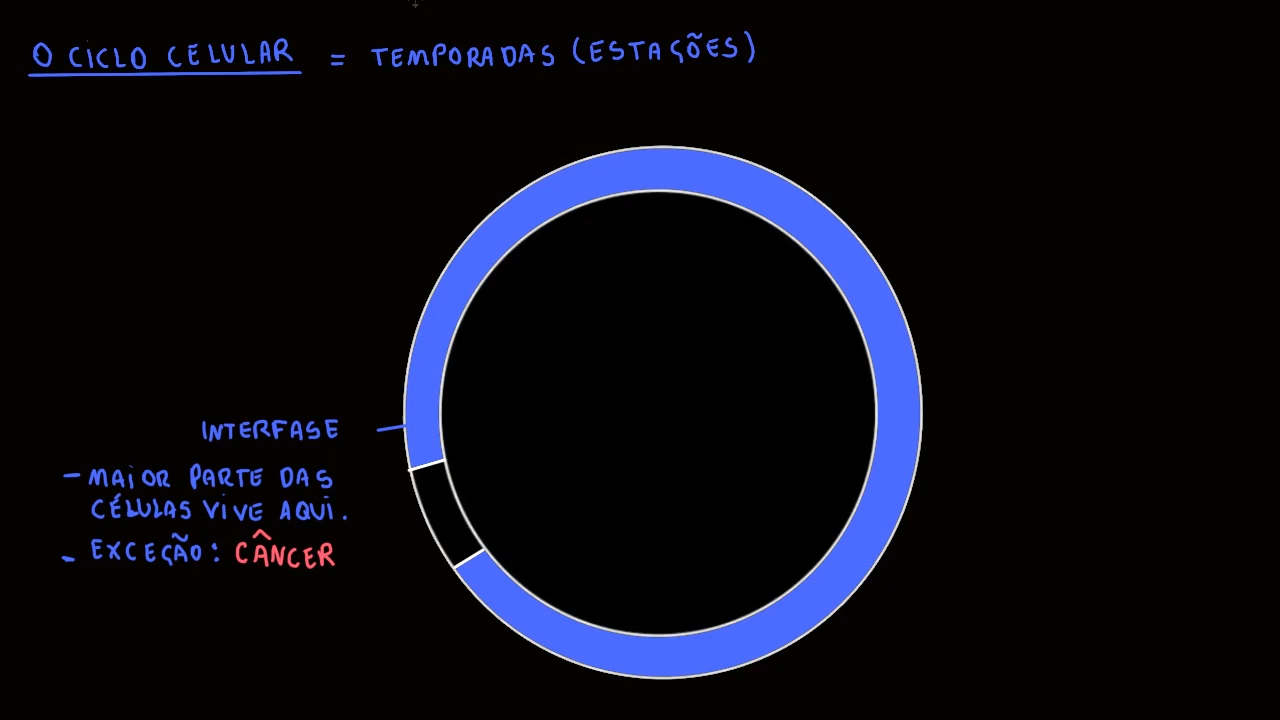 O CICLO CELULAR = TEMPORADAS (ESTAÇÕES)
INTERFASE
- MAIOR PARTE DAS
CÉLULAS VIVE AQUI.
- EXCEÇÃO: CÂNCER